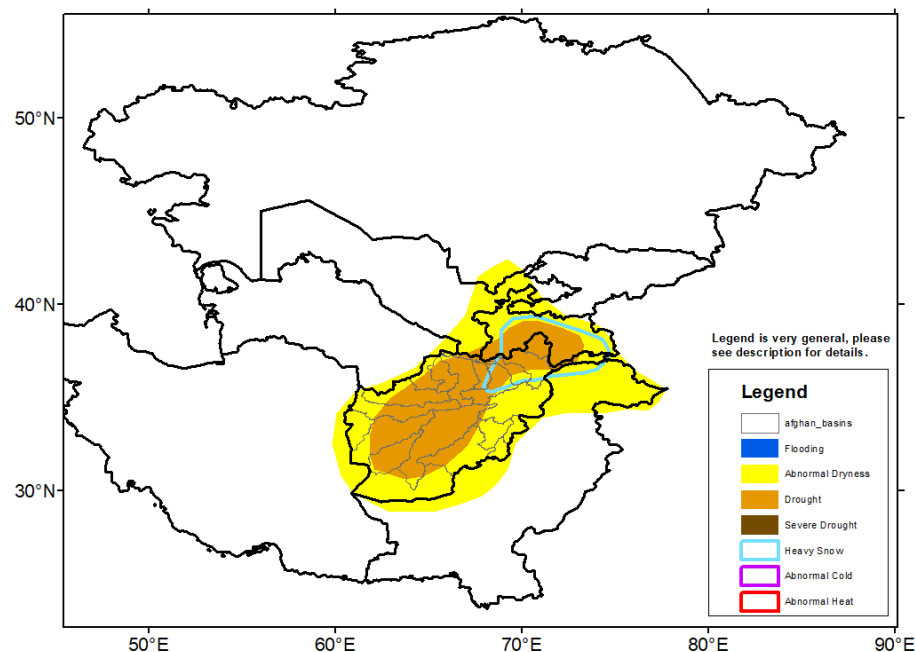 50°N
40°N
30°N
50°E
60°E
70°E
80°E
90°E
Legend is very general, please
see description for details.
Legend
afghan_basins
Flooding
Abnormal Dryness
Drought
Severe Drought
Heavy Snow
Abnormal Cold
Abnormal Heat